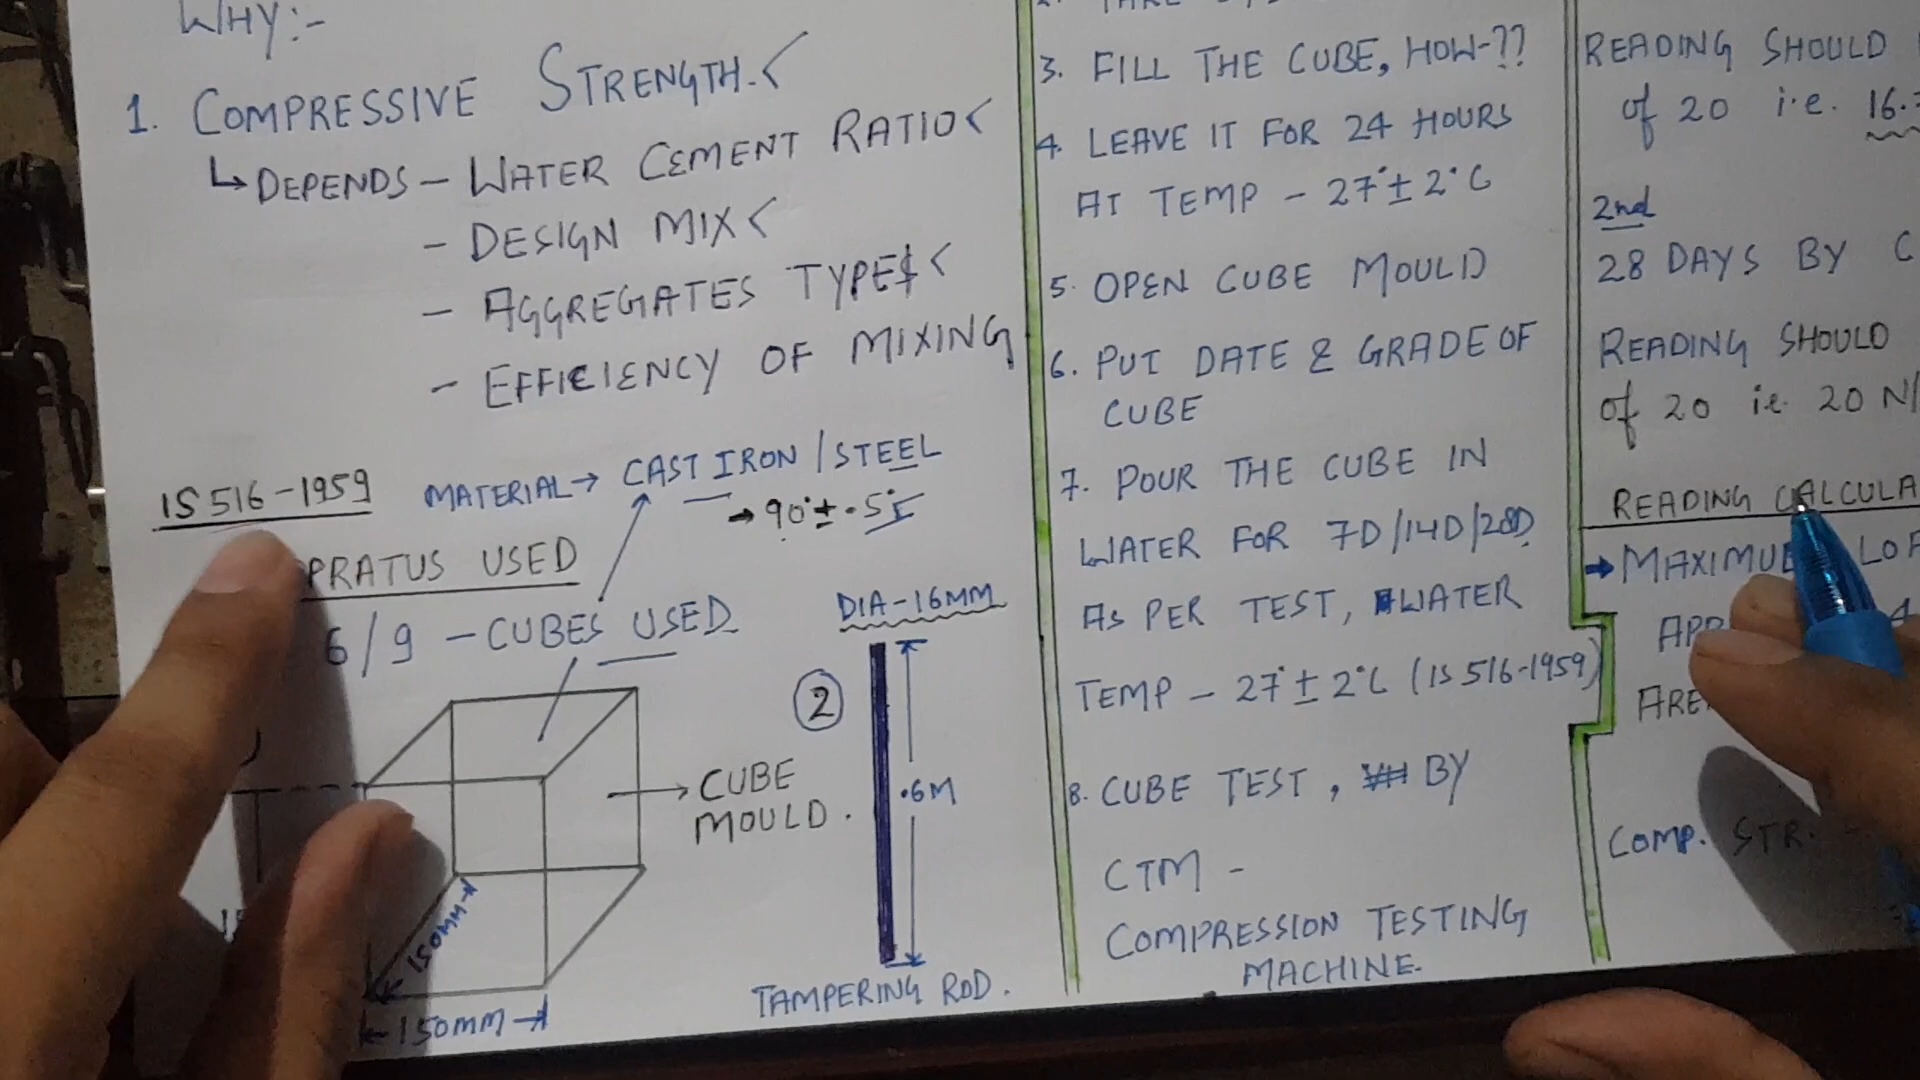 WHY:-
1. COMPRESSIVE STRENGTH.
DEPENDS - WATER CEMENT RATIO
- DESIGN MIX
- AGGREGATES TYPES
- EFFICIENCY OF MIXING
IS 516-1959
MATERIAL → CAST IRON / STEEL
→ 90° ± .5°
PRATUS USED
6/9 - CUBES USED
CUBE
MOULD.
150MM
150MM
2
DIA-16MM
.6M
TAMPERING ROD.
3. FILL THE CUBE, HOW-??
4. LEAVE IT FOR 24 HOURS
AT TEMP - 27°± 2°C
5. OPEN CUBE MOULD
6. PUT DATE & GRADE OF
CUBE
7. POUR THE CUBE IN
WATER FOR 7D/14D/28D
AS PER TEST, WATER
TEMP - 27°± 2°C (IS 516-1959)
8. CUBE TEST, BY
CTM -
COMPRESSION TESTING
MACHINE.
READING SHOULD
of 20 i.e. 16.
2nd
28 DAYS BY C
READING SHOULD
of 20 i.e. 20 N/
READING CALCULA
→ MAXIMU LOA
APP
ARE
COMP. STR.